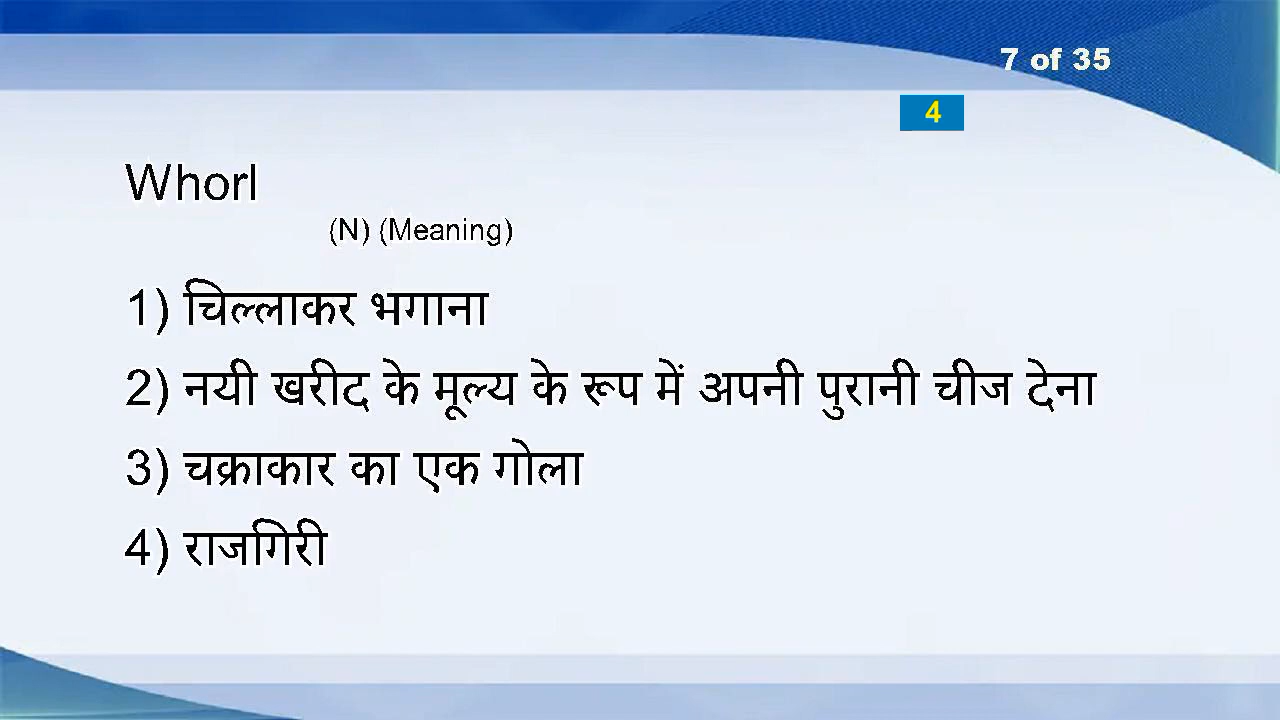 7 of 35
4
Whorl
(N) (Meaning)
1) चिल्लाकर भगाना
2) नयी खरीद के मूल्य के रूप में अपनी पुरानी चीज देना
3) चक्राकार का एक गोला
4) राजगिरी